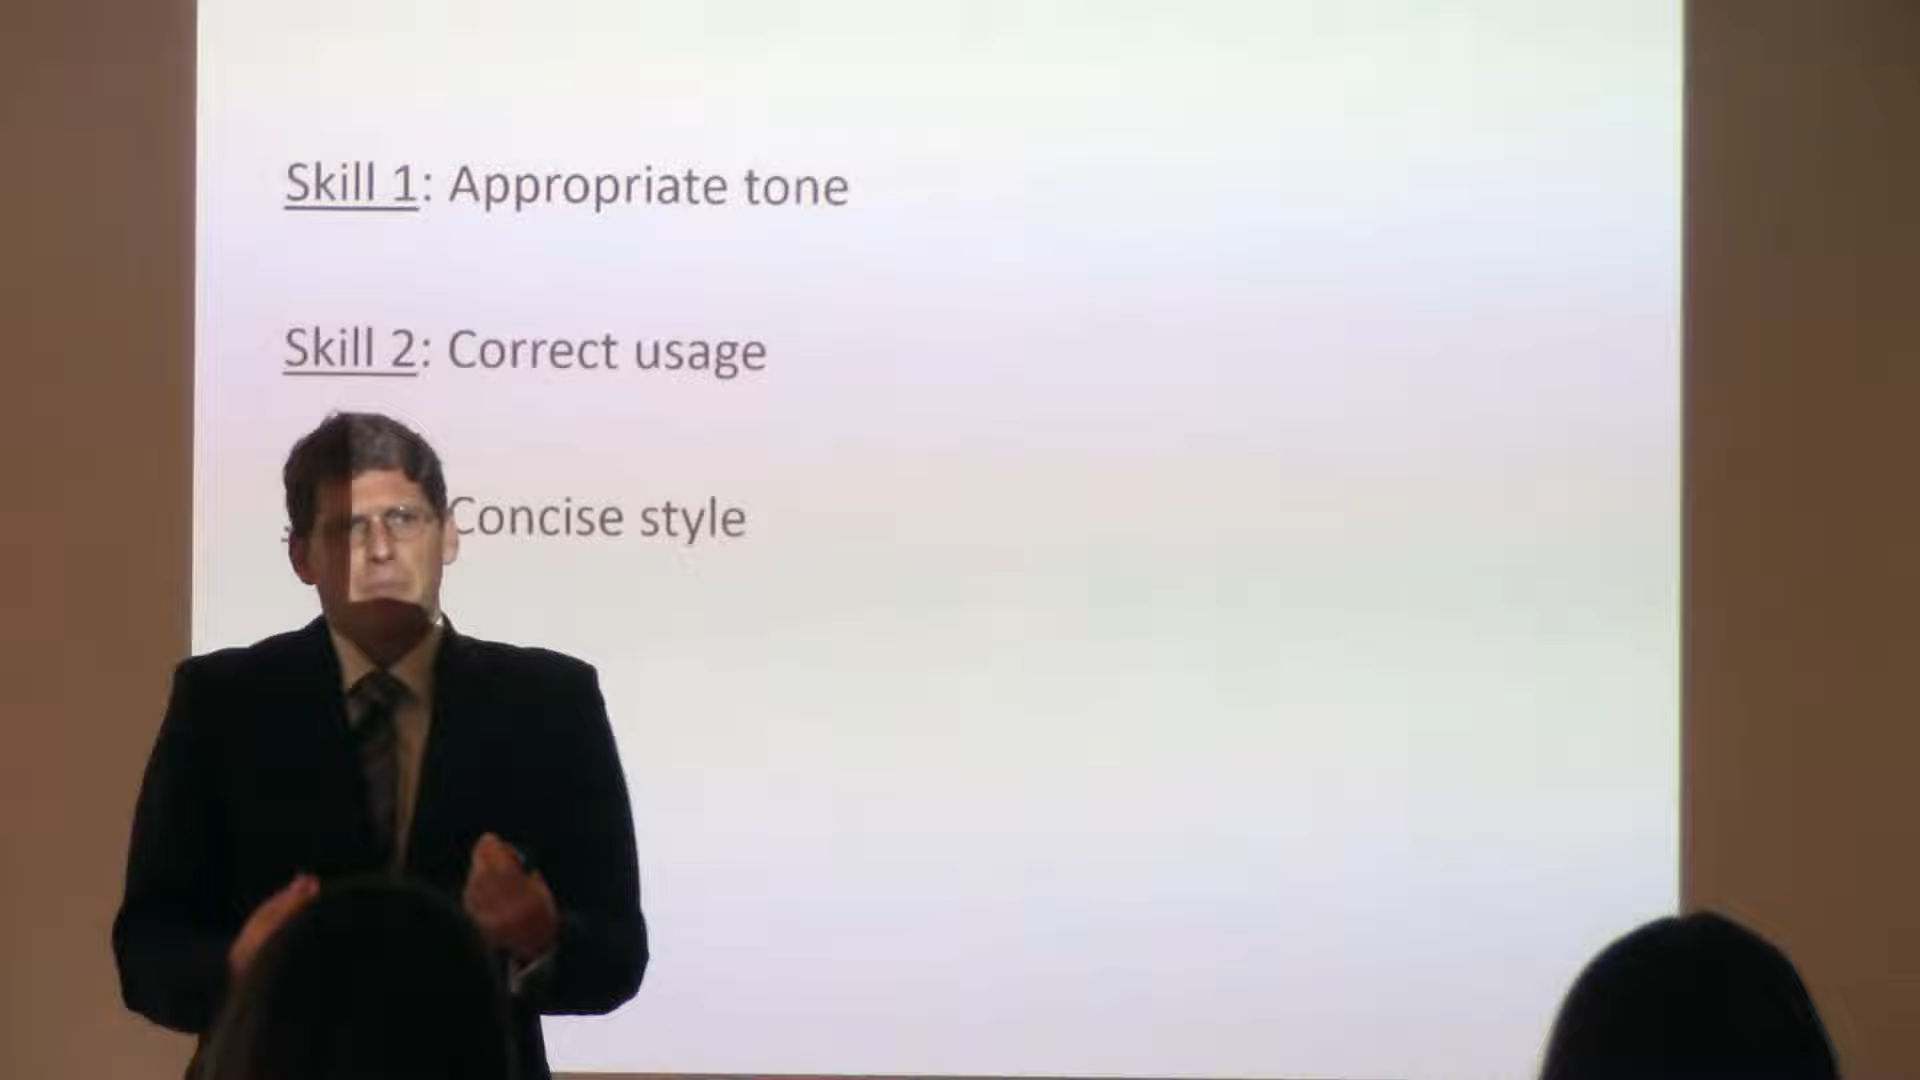 Skill 1: Appropriate tone
Skill 2: Correct usage
Concise style